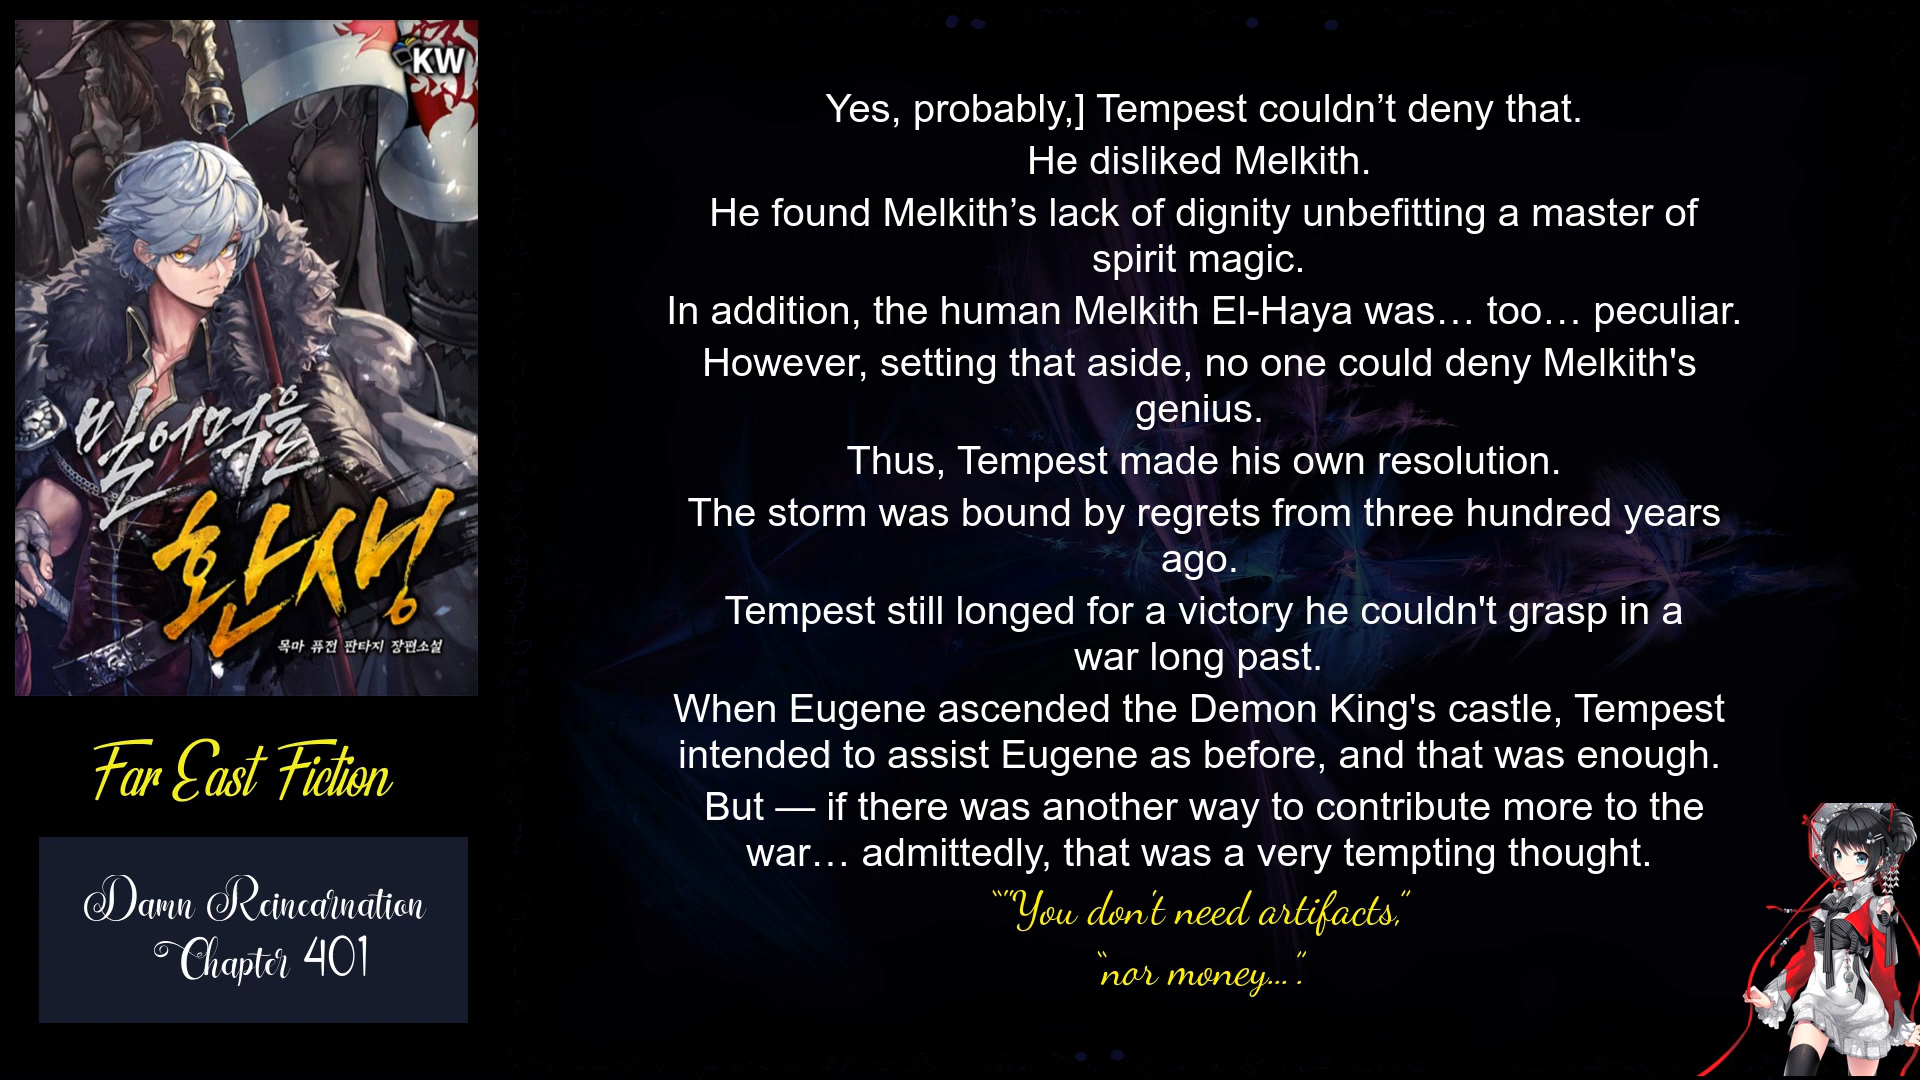 KW
빌어먹을
환생
목마 퓨전 판타지 장편소설
Far East Fiction
Damn Reincarnation
Chapter 401
Yes, probably,] Tempest couldn’t deny that.
He disliked Melkith.
He found Melkith’s lack of dignity unbefitting a master of
spirit magic.
In addition, the human Melkith El-Haya was… too… peculiar.
However, setting that aside, no one could deny Melkith's
genius.
Thus, Tempest made his own resolution.
The storm was bound by regrets from three hundred years
ago.
Tempest still longed for a victory he couldn't grasp in a
war long past.
When Eugene ascended the Demon King's castle, Tempest
intended to assist Eugene as before, and that was enough.
But — if there was another way to contribute more to the
war… admittedly, that was a very tempting thought.
“"“You don't need artifacts,”
“nor money….”